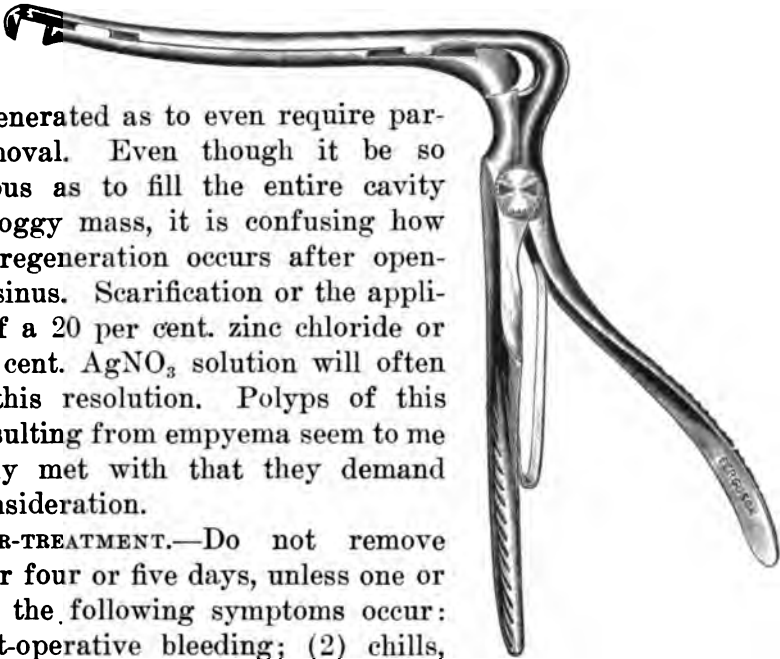 enerated as to even require par-
noval. Even though it be so
ous as to fill the entire cavity
oggy mass, it is confusing how
regeneration occurs after open-
sinus. Scarification or the appli-
f a 20 per cent. zinc chloride or
cent. AgNO₃ solution will often
this resolution. Polyps of this
sulting from empyema seem to me
y met with that they demand
nsideration.
R-TREATMENT.—Do not remove
r four or five days, unless one or
the following symptoms occur:
t-operative bleeding; (2) chills,
FERGUSON